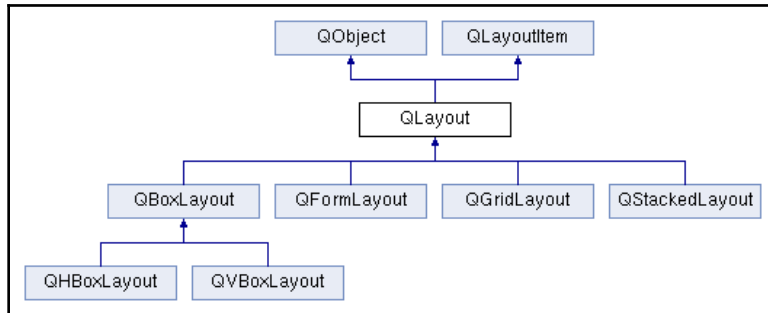 QObject
QLayoutItem
QLayout
QBoxLayout
QFormLayout
QGridLayout
QStackedLayout
QHBoxLayout
QVBoxLayout